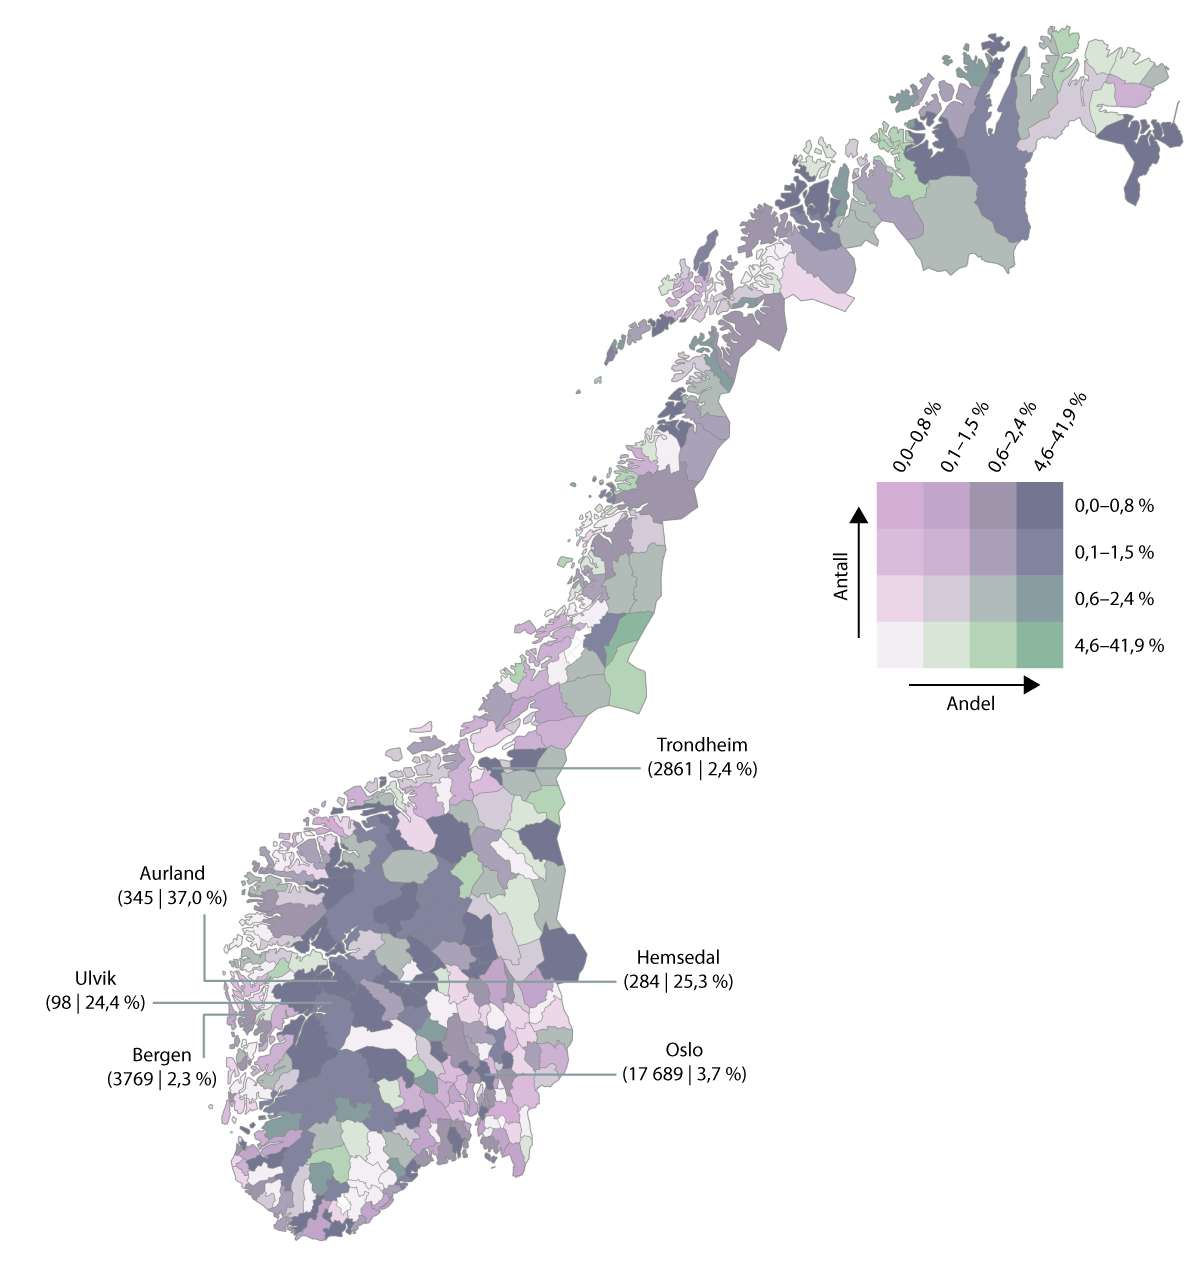 0,0–0,8 %
0,1–1,5 %
0,6–2,4 %
4,6–41,9 %
0,0–0,8 %
0,1–1,5 %
0,6–2,4 %
4,6–41,9 %
Antall
Andel
Trondheim
(2861 | 2,4 %)
Aurland
(345 | 37,0 %)
Hemsedal
(284 | 25,3 %)
Ulvik
(98 | 24,4 %)
Bergen
(3769 | 2,3 %)
Oslo
(17 689 | 3,7 %)